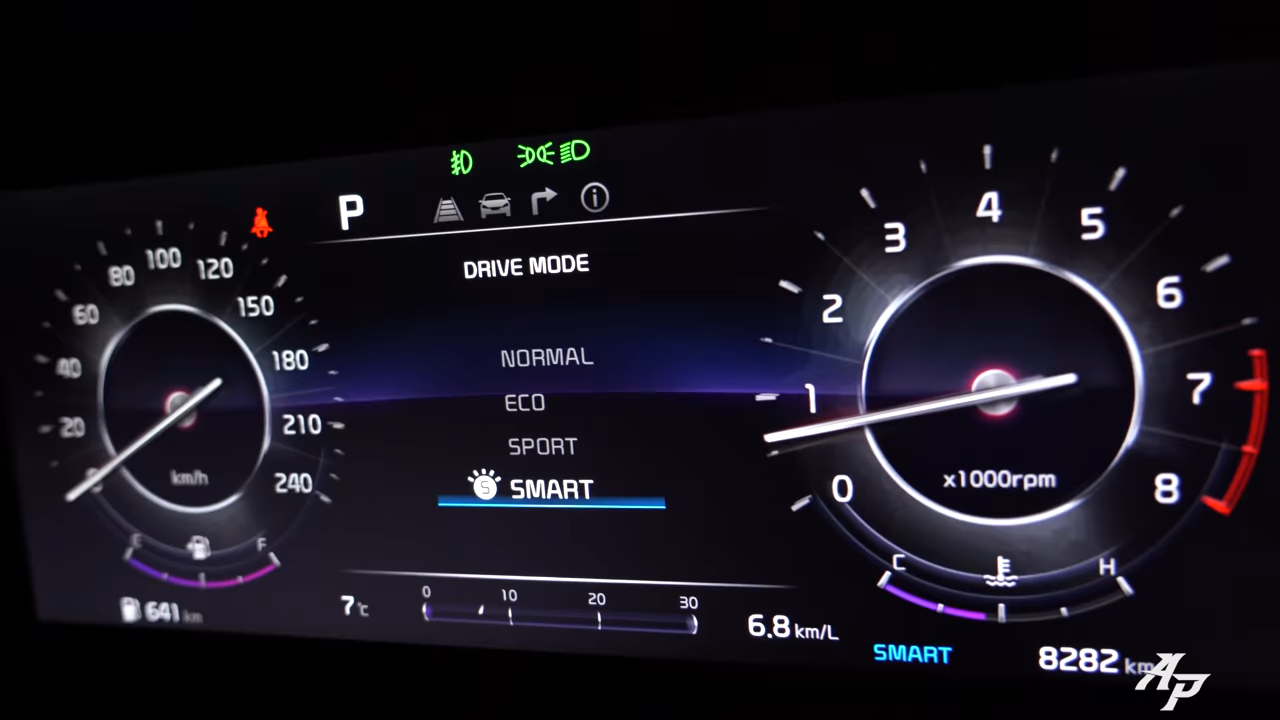 P
DRIVE MODE
NORMAL
ECO
SPORT
S SMART
0 20 40 60 80 100 120 150 180 210 240
km/h
E F
641 km
7°c
0 10 20 30
6.8 km/L
0 1 2 3 4 5 6 7 8
x1000rpm
C H
SMART
8282 km
AP